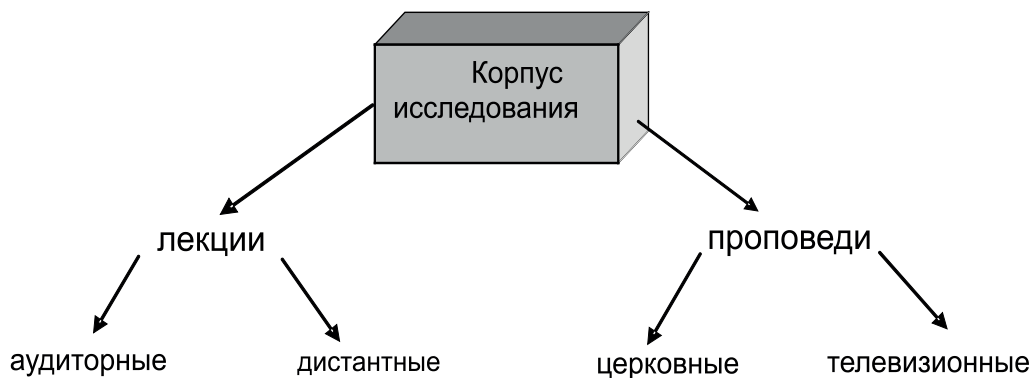 Корпус
исследования
лекции
проповеди
аудиторные
дистантные
церковные
телевизионные